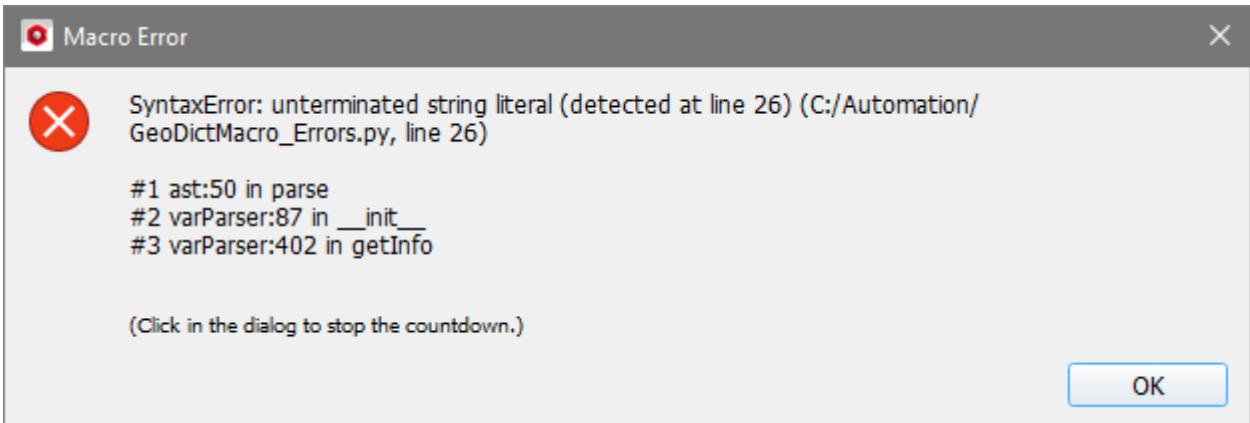 Macro Error
SyntaxError: unterminated string literal (detected at line 26) (C:/Automation/
GeoDictMacro_Errors.py, line 26)
#1 ast:50 in parse
#2 varParser:87 in __init__
#3 varParser:402 in getInfo
(Click in the dialog to stop the countdown.)
OK